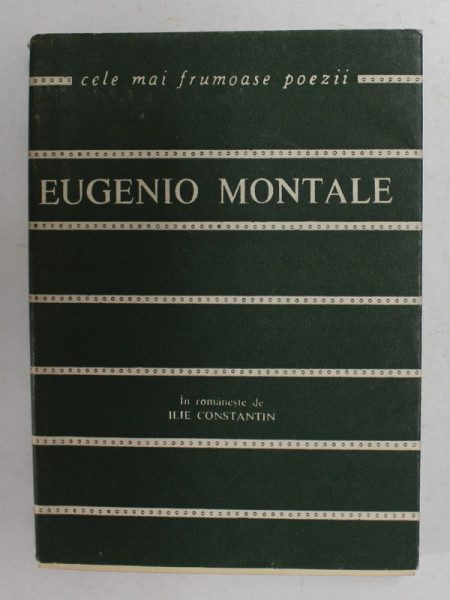 cele mai frumoase poezii
EUGENIO MONTALE
În românește de
ILIE CONSTANTIN